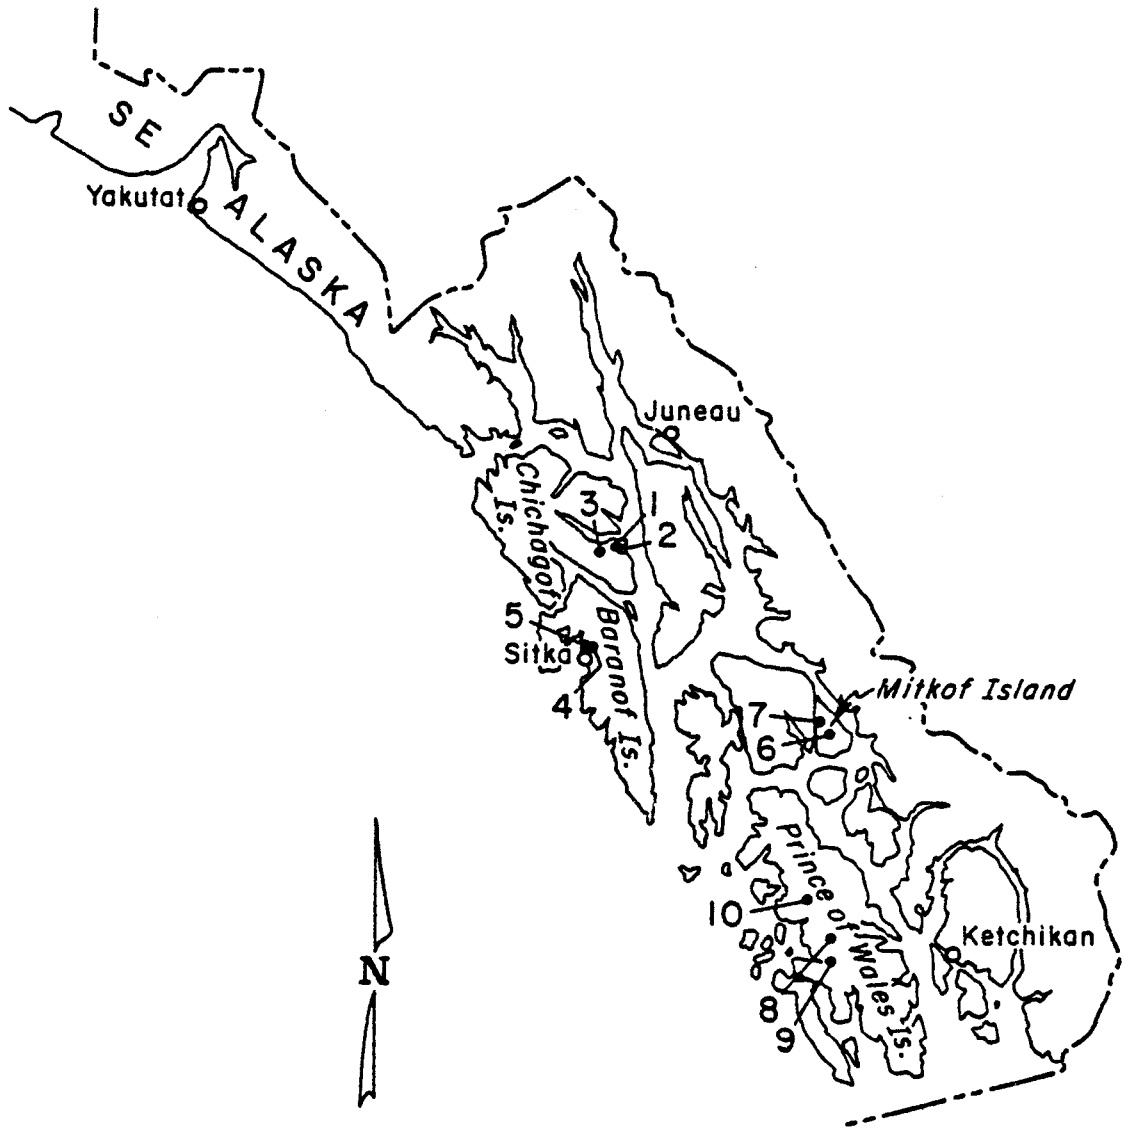 SE
ALASKA
Yakutat
Juneau
Chichagof
Is.
3
1
2
5
Sitka
4
Baranof Is.
Mitkof Island
7
6
Prince of Wales Is.
10
8
9
Ketchikan
N